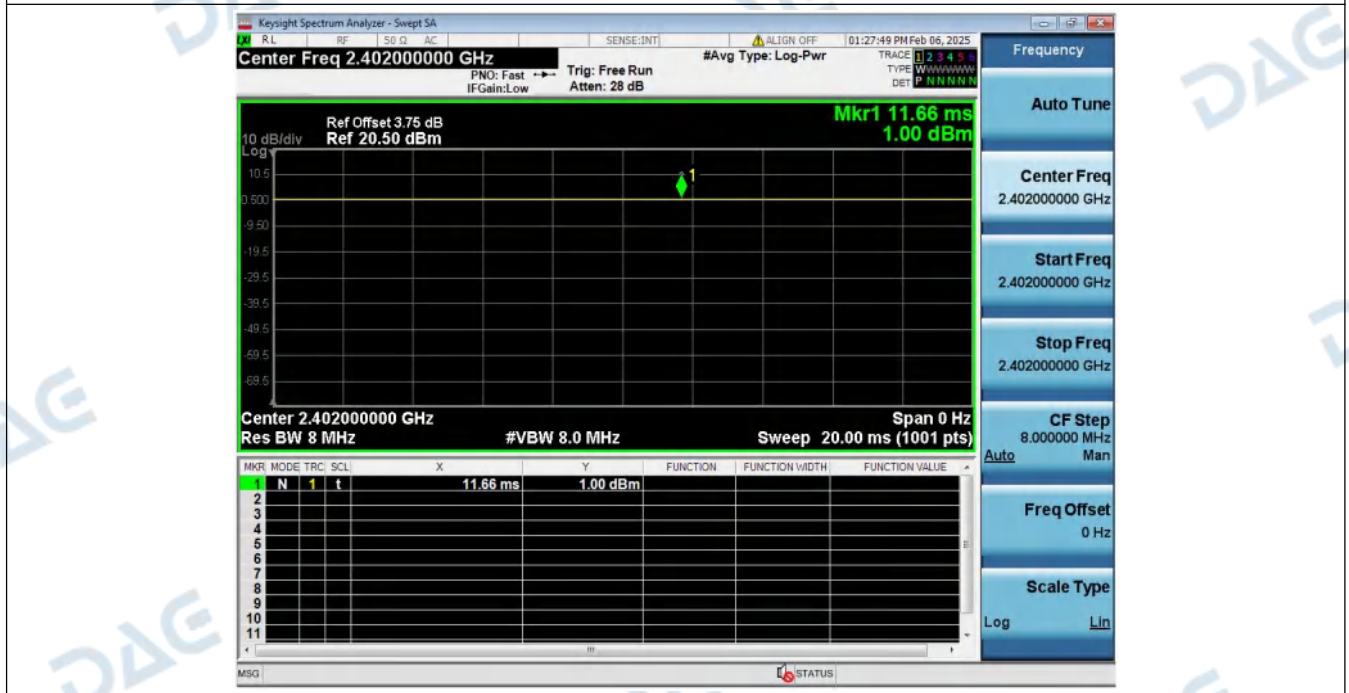 DAG
DAG
Keysight Spectrum Analyzer - Swept SA
LXI RL RF 50 Ω AC SENSE:INT ALIGN OFF 01:27:49 PM Feb 06, 2025
Center Freq 2.402000000 GHz
#Avg Type: Log-Pwr
TRACE 1 2 3 4 5 6
TYPE WWWWWW
DET P N N N N N
PNO: Fast
IFGain:Low
Trig: Free Run
Atten: 28 dB
Frequency
Auto Tune
Mkr1 11.66 ms
1.00 dBm
Ref Offset 3.75 dB
10 dB/div Ref 20.50 dBm
Log
10.5
0.500
-9.50
-19.5
-29.5
-39.5
-49.5
-59.5
-69.5
1
Center Freq
2.402000000 GHz
Start Freq
2.402000000 GHz
Stop Freq
2.402000000 GHz
Center 2.402000000 GHz Span 0 Hz
Res BW 8 MHz #VBW 8.0 MHz Sweep 20.00 ms (1001 pts)
CF Step
8.000000 MHz
Auto Man
MKR MODE TRC SCL X Y FUNCTION FUNCTION WIDTH FUNCTION VALUE
1 N 1 t 11.66 ms 1.00 dBm
2
3
4
5
6
7
8
9
10
11
Freq Offset
0 Hz
Scale Type
Log Lin
MSG STATUS
DAG